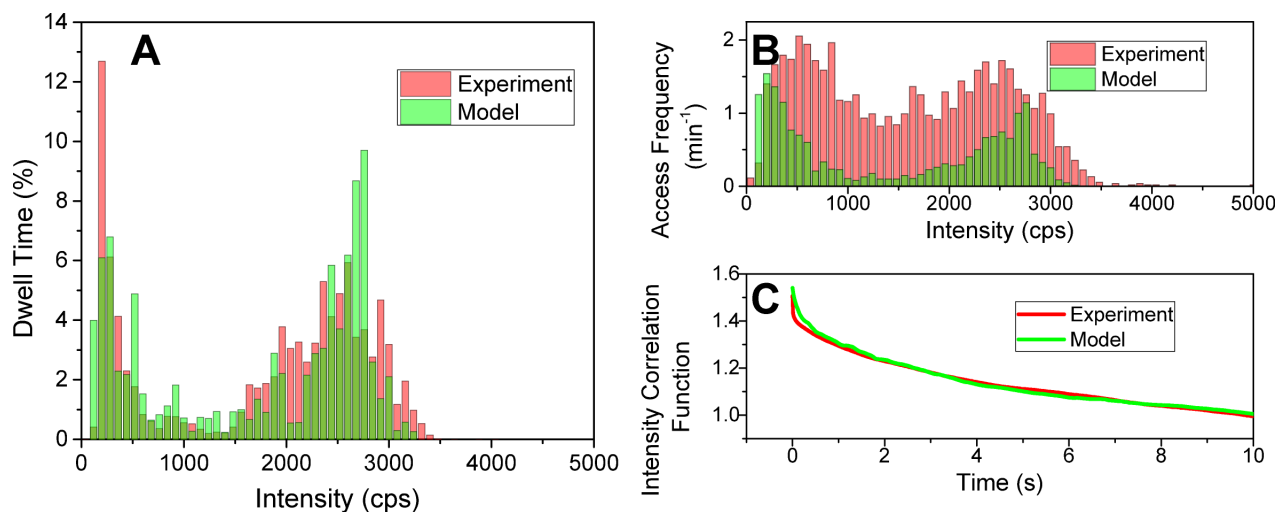 A
Experiment
Model
Dwell Time (%)
14
12
10
8
6
4
2
0
0 1000 2000 3000 4000 5000
Intensity (cps)
B
Experiment
Model
Access Frequency
(min⁻¹)
2
1
0
0 1000 2000 3000 4000 5000
Intensity (cps)
C
Experiment
Model
Intensity Correlation
Function
1.6
1.4
1.2
1.0
0 2 4 6 8 10
Time (s)